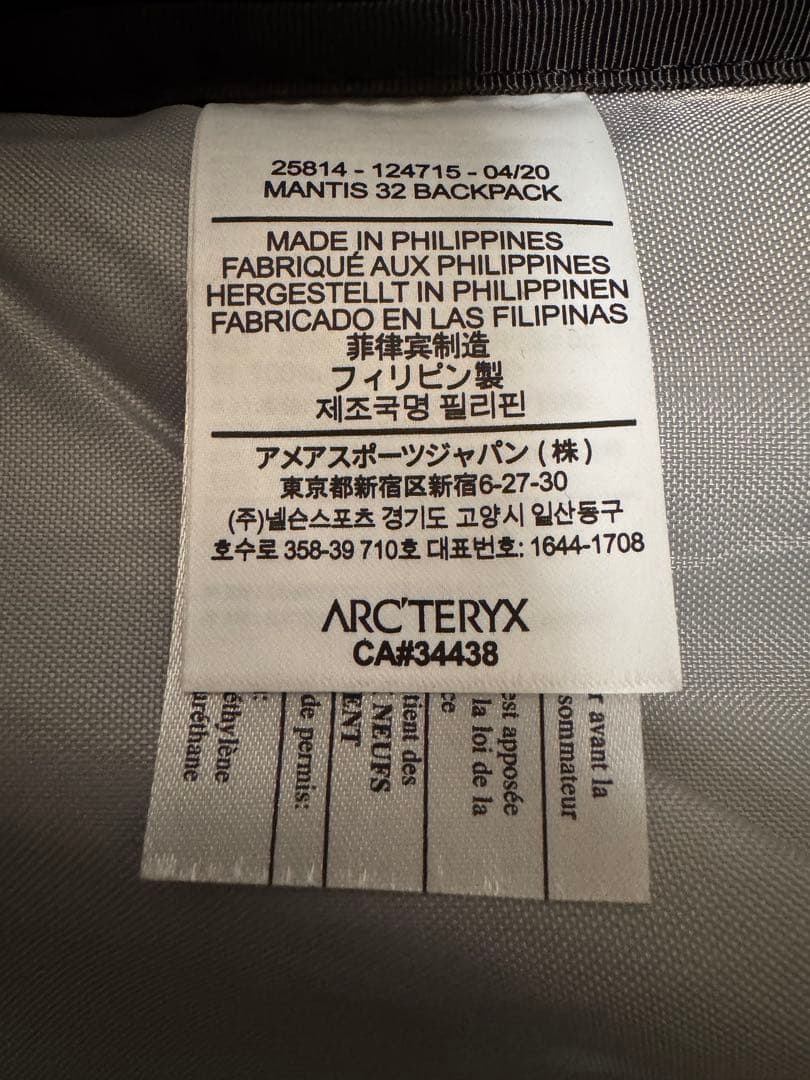 25814 - 124715 - 04/20
MANTIS 32 BACKPACK
MADE IN PHILIPPINES
FABRIQUÉ AUX PHILIPPINES
HERGESTELLT IN PHILIPPINEN
FABRICADO EN LAS FILIPINAS
菲律宾制造
フィリピン製
제조국명 필리핀
アメアスポーツジャパン ( 株 )
東京都新宿区新宿6-27-30
(주)넬슨스포츠 경기도 고양시 일산동구
호수로 358-39 710호 대표번호: 1644-1708
ARC'TERYX
CA#34438
r avant la
sommateur
est apposée
la loi de la
ce
tient des
NEUFS
ENT
de permis:
éthylène
uréthane